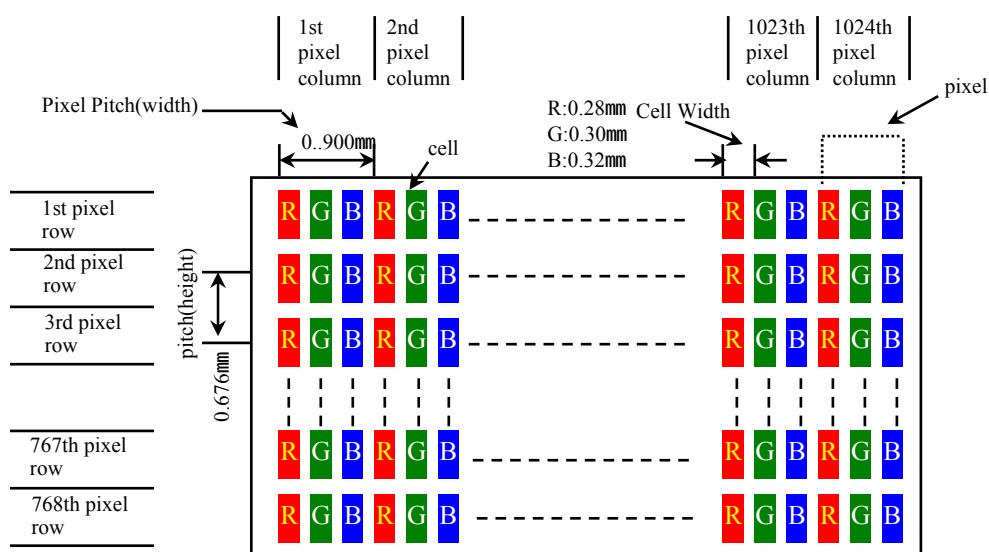 1st
pixel
column
2nd
pixel
column
1023th
pixel
column
1024th
pixel
column
pixel
Pixel Pitch(width)
0..900㎜
cell
R:0.28㎜
G:0.30㎜
B:0.32㎜
Cell Width
1st pixel
row
R G B R G B R G B R G B
2nd pixel
row
R G B R G B R G B R G B
pitch(height)
0.676㎜
3rd pixel
row
R G B R G B R G B R G B
767th pixel
row
R G B R G B R G B R G B
768th pixel
row
R G B R G B R G B R G B